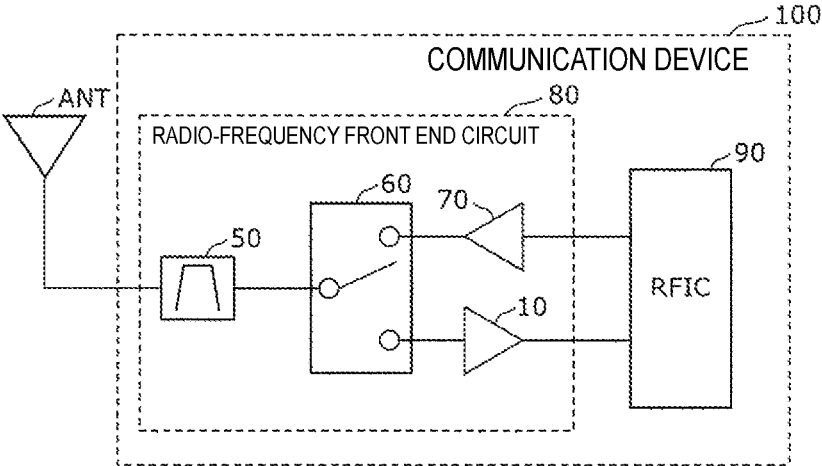 100
COMMUNICATION DEVICE
ANT
80
RADIO-FREQUENCY FRONT END CIRCUIT
90
60
70
50
RFIC
10